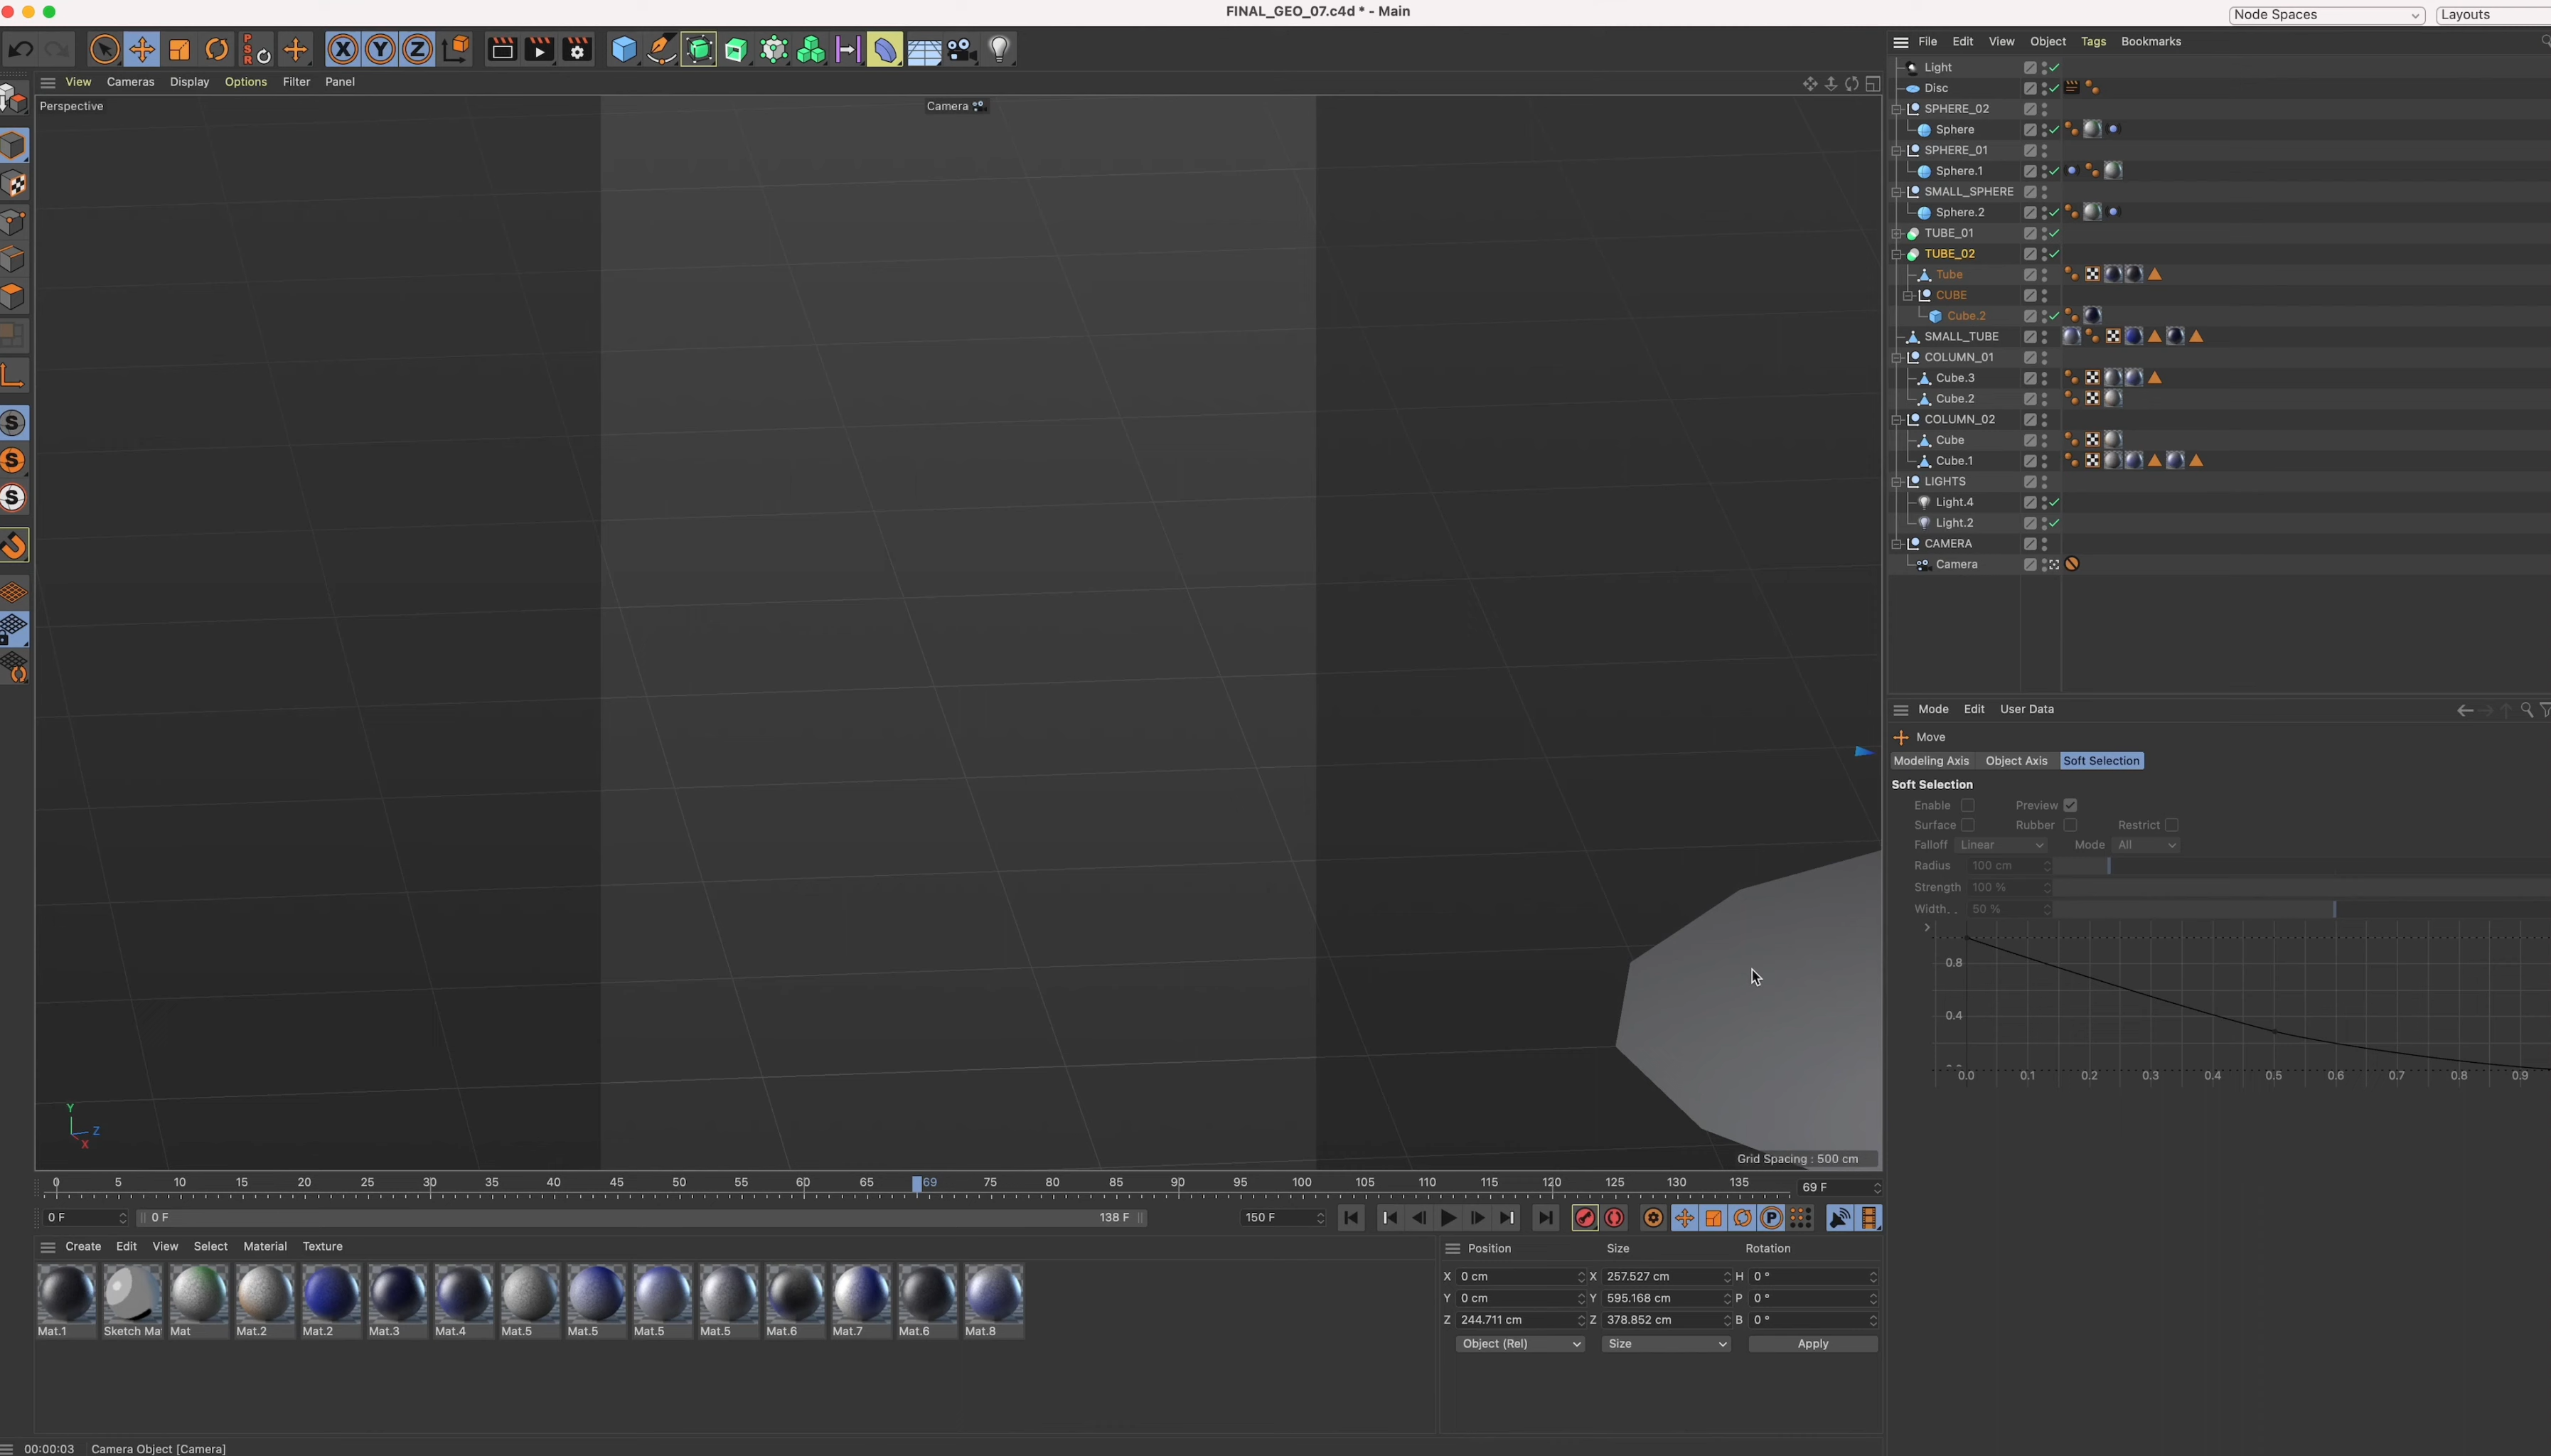 FINAL_GEO_07.c4d * - Main
Node Spaces
Layouts
View Cameras Display Options Filter Panel
Perspective
Camera
Grid Spacing : 500 cm
Y
Z
X
File Edit View Object Tags Bookmarks
Light
Disc
SPHERE_02
Sphere
SPHERE_01
Sphere.1
SMALL_SPHERE
Sphere.2
TUBE_01
TUBE_02
Tube
CUBE
Cube.2
SMALL_TUBE
COLUMN_01
Cube.3
Cube.2
COLUMN_02
Cube
Cube.1
LIGHTS
Light.4
Light.2
CAMERA
Camera
Mode Edit User Data
Move
Modeling Axis Object Axis Soft Selection
Soft Selection
Enable Preview
Surface Rubber Restrict
Falloff Linear Mode All
Radius 100 cm
Strength 100 %
Width. . 50 %
0.8
0.4
0.0 0.1 0.2 0.3 0.4 0.5 0.6 0.7 0.8 0.9
0 5 10 15 20 25 30 35 40 45 50 55 60 65 69 75 80 85 90 95 100 105 110 115 120 125 130 135
69 F
0 F 0 F 138 F 150 F
Create Edit View Select Material Texture
Mat.1 Sketch Ma Mat Mat.2 Mat.2 Mat.3 Mat.4 Mat.5 Mat.5 Mat.5 Mat.5 Mat.6 Mat.7 Mat.6 Mat.8
Position Size Rotation
X 0 cm X 257.527 cm H 0 °
Y 0 cm Y 595.168 cm P 0 °
Z 244.711 cm Z 378.852 cm B 0 °
Object (Rel) Size Apply
00:00:03 Camera Object [Camera]